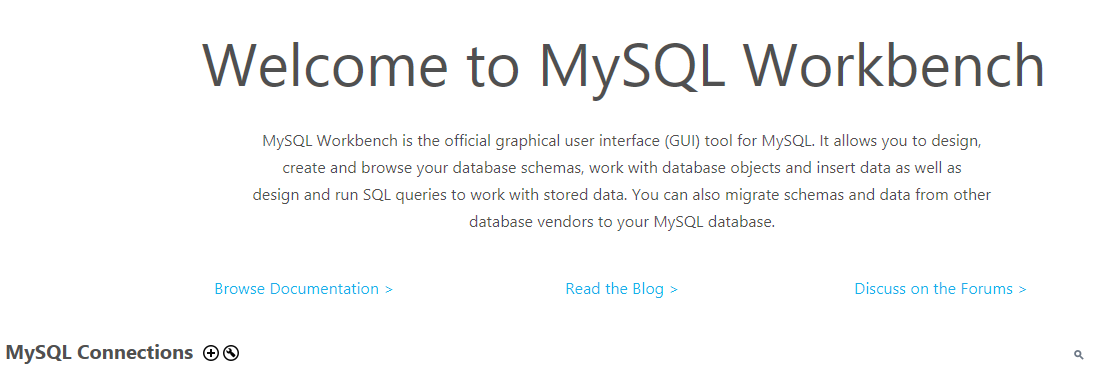 Welcome to MySQL Workbench
MySQL Workbench is the official graphical user interface (GUI) tool for MySQL. It allows you to design,
create and browse your database schemas, work with database objects and insert data as well as
design and run SQL queries to work with stored data. You can also migrate schemas and data from other
database vendors to your MySQL database.
Browse Documentation > Read the Blog > Discuss on the Forums >
MySQL Connections